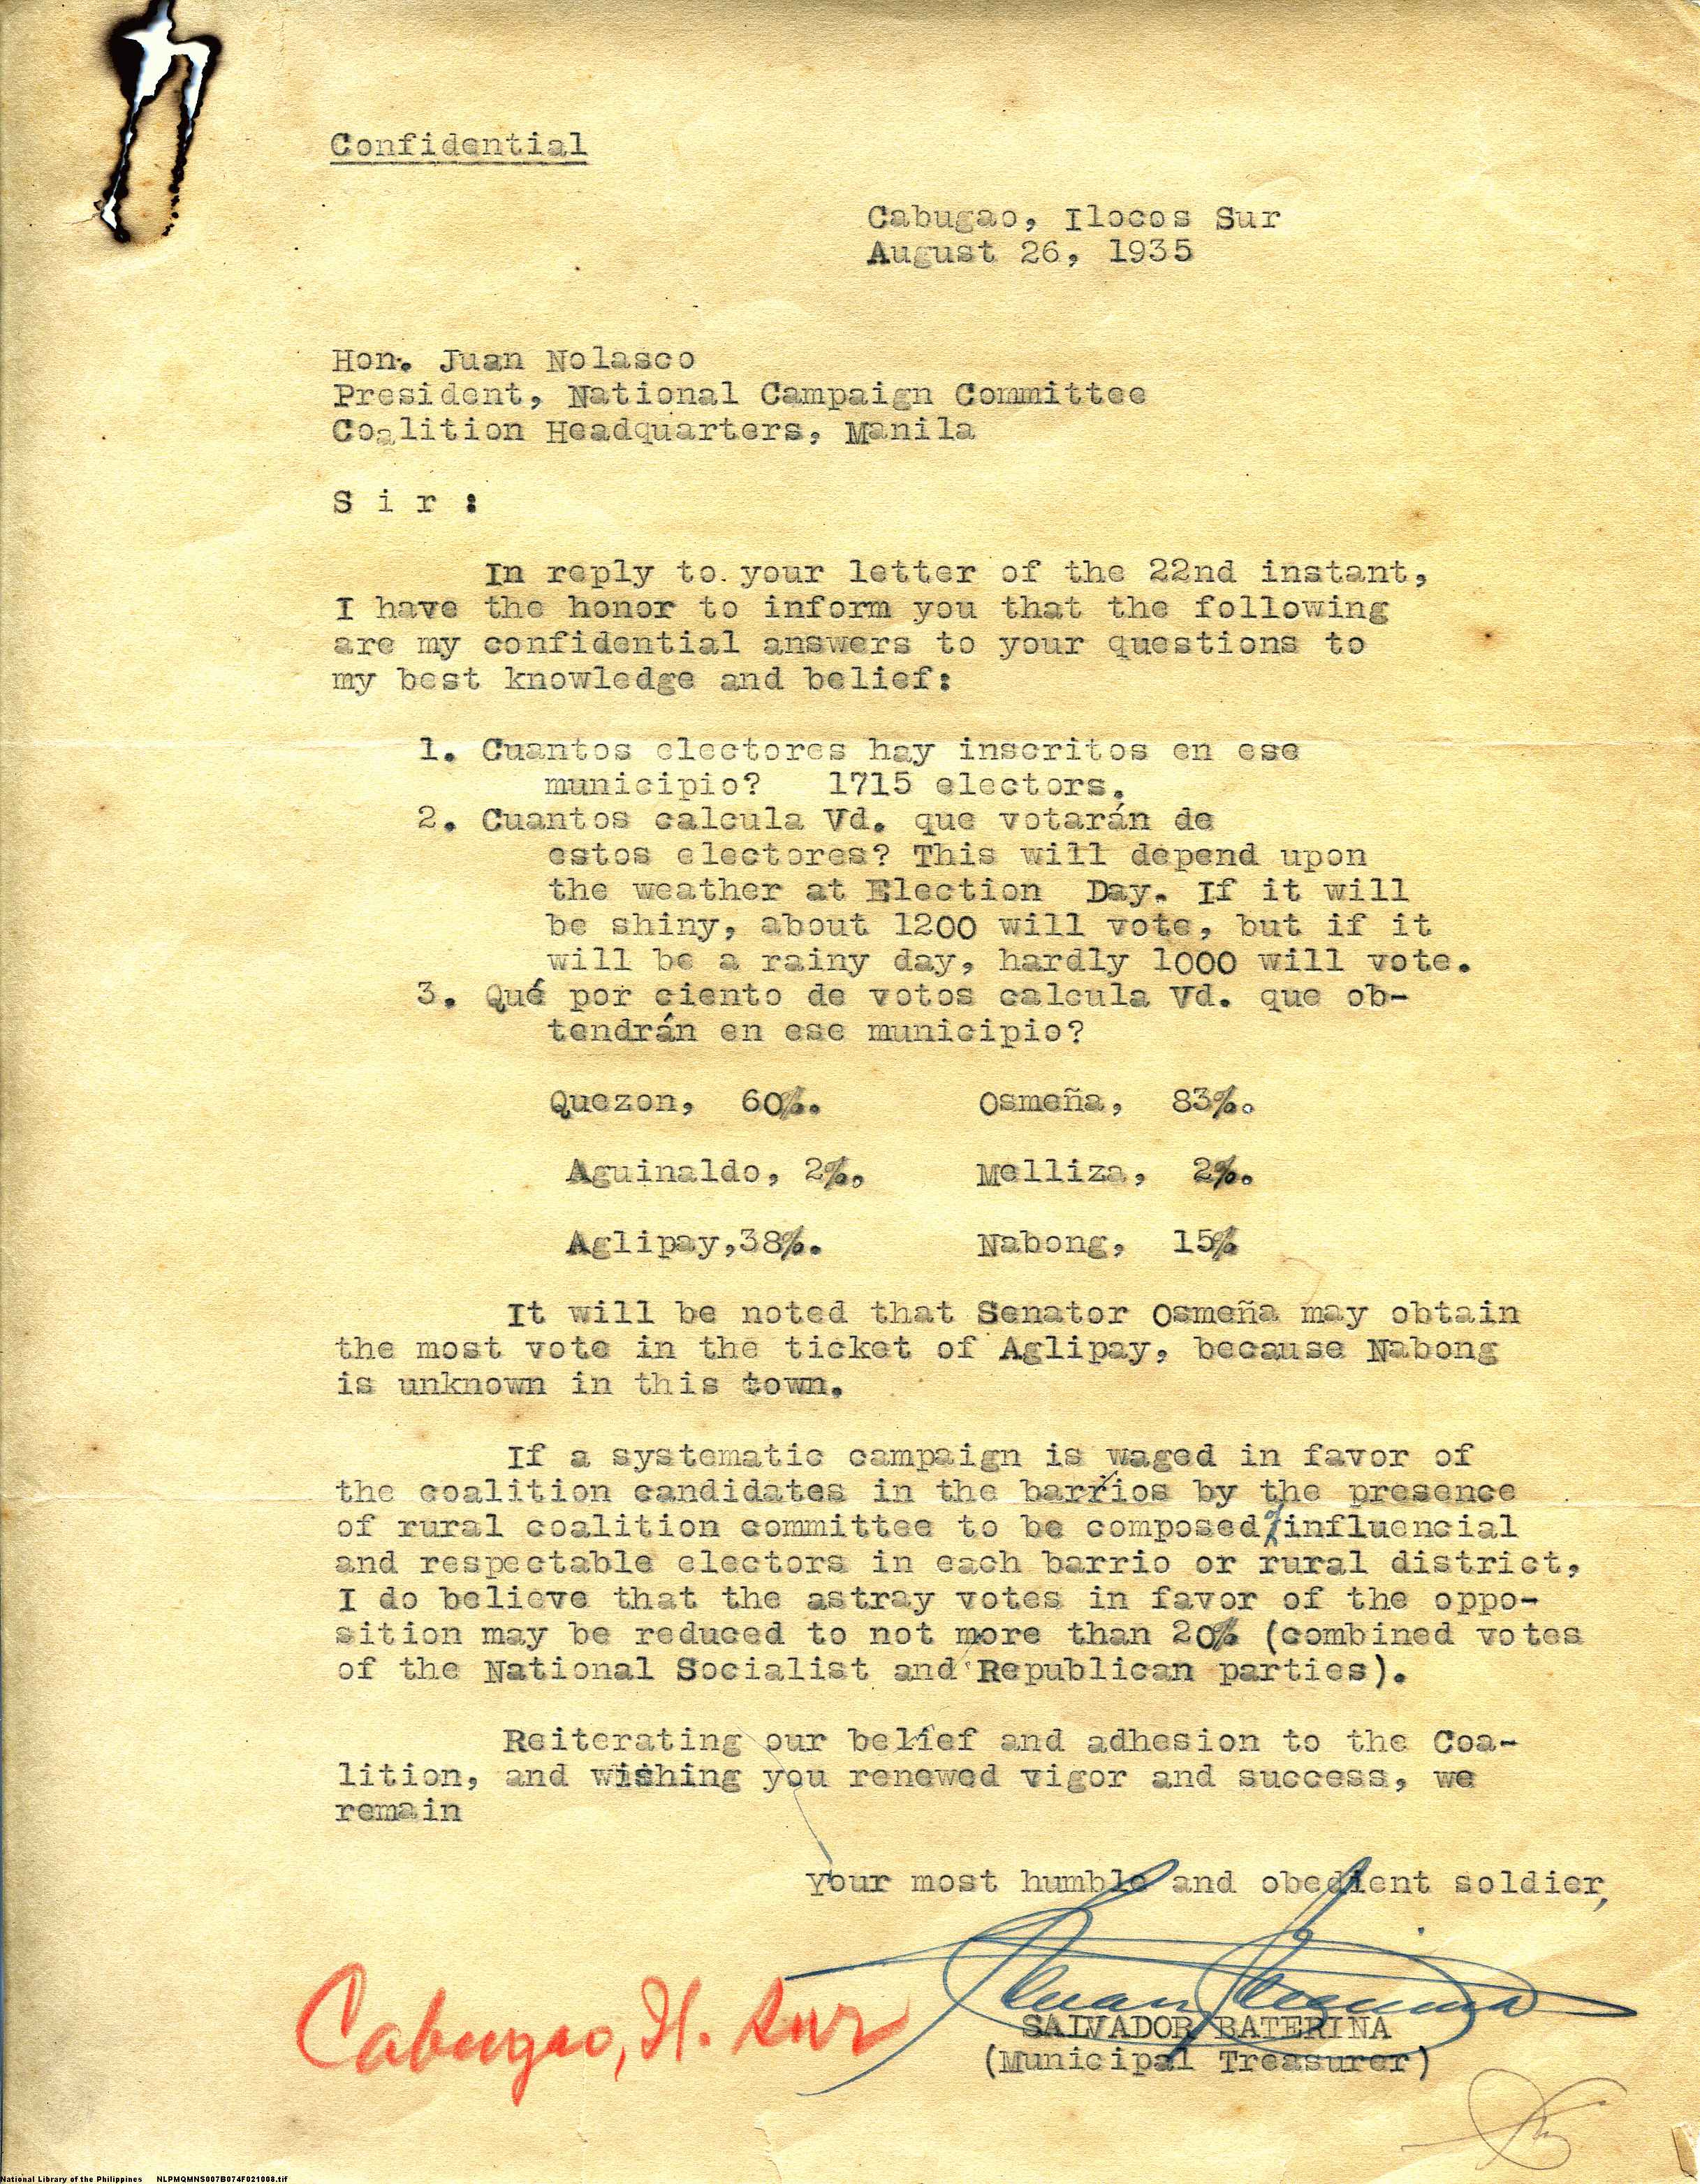 Confidential
Cabugao, Ilocos Sur
August 26, 1935
Hon. Juan Nolasco
President, National Campaign Committee
Coalition Headquarters, Manila
S i r :
In reply to your letter of the 22nd instant,
I have the honor to inform you that the following
are my confidential answers to your questions to
my best knowledge and belief:
1. Cuantos electores hay inscritos en ese
municipio? 1715 electors.
2. Cuantos calcula Vd. que votarán de
estos electores? This will depend upon
the weather at Election Day. If it will
be shiny, about 1200 will vote, but if it
will be a rainy day, hardly 1000 will vote.
3. Qué por ciento de votos calcula Vd. que ob-
tendrán en ese municipio?
Quezon, 60%. Osmeña, 83%.
Aguinaldo, 2%. Melliza, 2%.
Aglipay,38%. Nabong, 15%
It will be noted that Senator Osmeña may obtain
the most vote in the ticket of Aglipay, because Nabong
is unknown in this town.
If a systematic campaign is waged in favor of
the coalition candidates in the barrios by the presence
of rural coalition committee to be composed of influencial
and respectable electors in each barrio or rural district,
I do believe that the astray votes in favor of the oppo-
sition may be reduced to not more than 20% (combined votes
of the National Socialist and Republican parties).
Reiterating our belief and adhesion to the Coa-
lition, and wishing you renewed vigor and success, we
remain
Your most humble and obedient soldier,
SALVADOR BATERINA
(Municipal Treasurer)
Cabugao, Il. Sur
National Library of the Philippines NLPMQMNS007B074F021008.tif